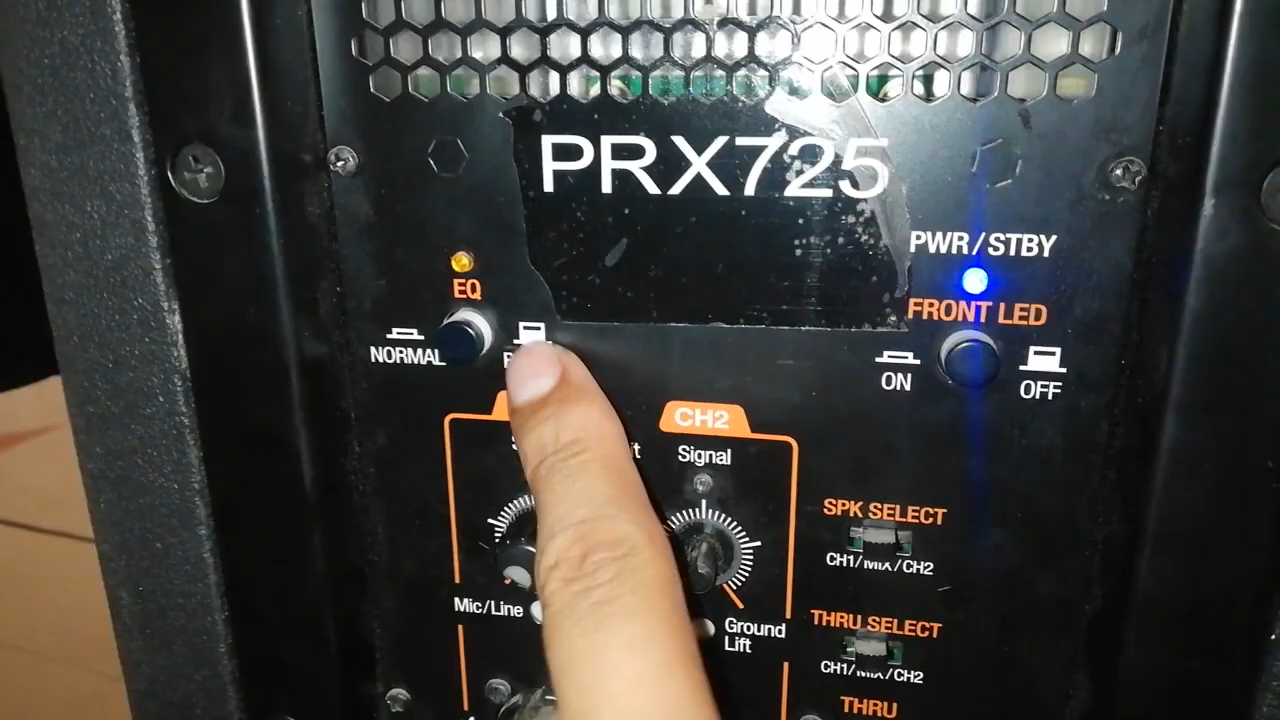 PRX725
PWR/STBY
EQ
FRONT LED
NORMAL
ON
OFF
CH2
Signal
SPK SELECT
CH1/MIX/CH2
Mic/Line
THRU SELECT
Ground
Lift
CH1/MIX/CH2
THRU